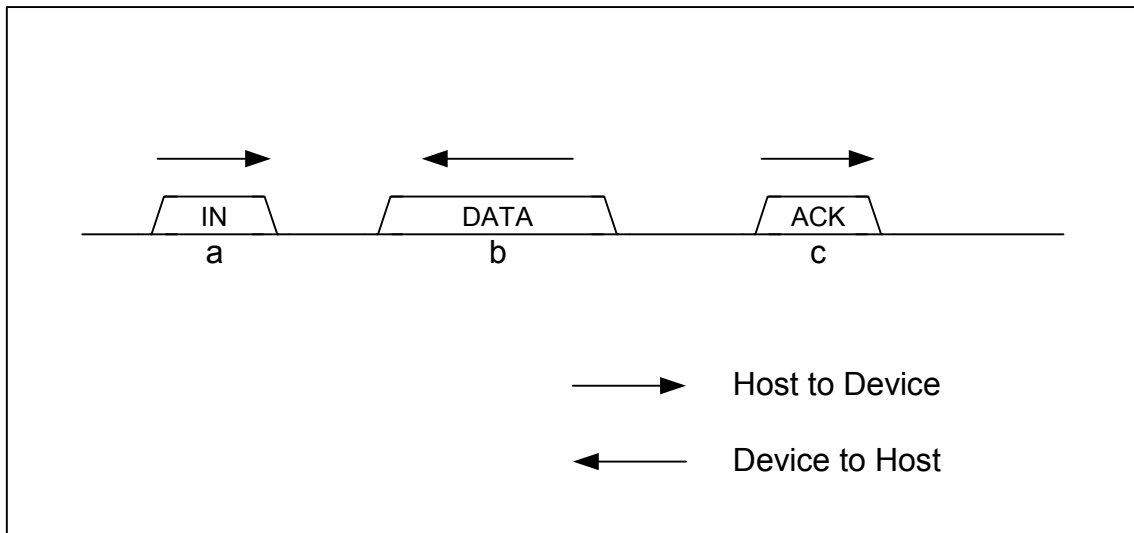 IN DATA ACK
a b c
Host to Device
Device to Host